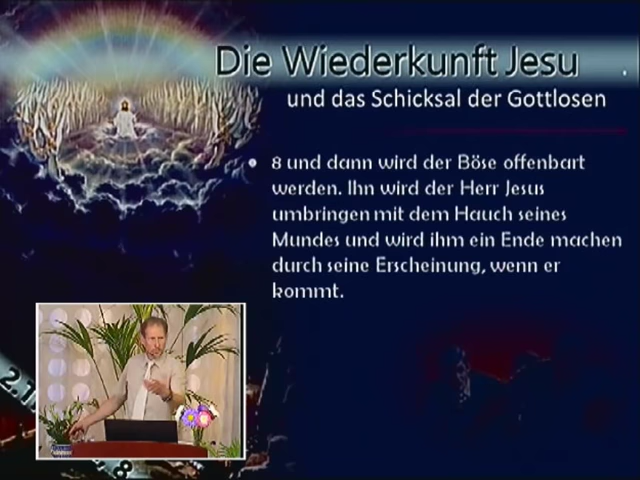 Die Wiederkunft Jesu
und das Schicksal der Gottlosen
8 und dann wird der Böse offenbart
werden. Ihn wird der Herr Jesus
umbringen mit dem Hauch seines
Mundes und wird ihm ein Ende machen
durch seine Erscheinung, wenn er
kommt.